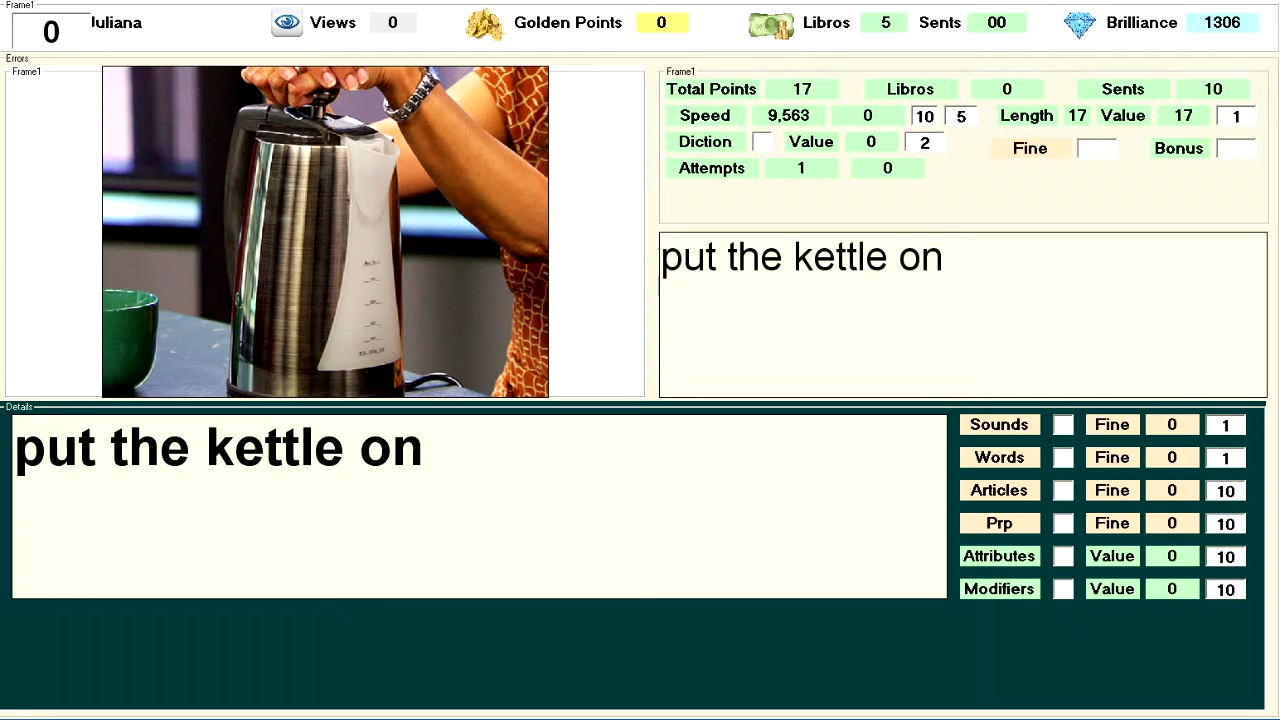 Frame1
0
Juliana
Views 0
Golden Points 0
Libros 5 Sents 00
Brilliance 1306
Errors
Frame1
Frame1
Total Points 17 Libros 0 Sents 10
Speed 9,563 0 10 5 Length 17 Value 17 1
Diction Value 0 2
Fine Bonus
Attempts 1 0
put the kettle on
Details
put the kettle on
Sounds Fine 0 1
Words Fine 0 1
Articles Fine 0 10
Prp Fine 0 10
Attributes Value 0 10
Modifiers Value 0 10